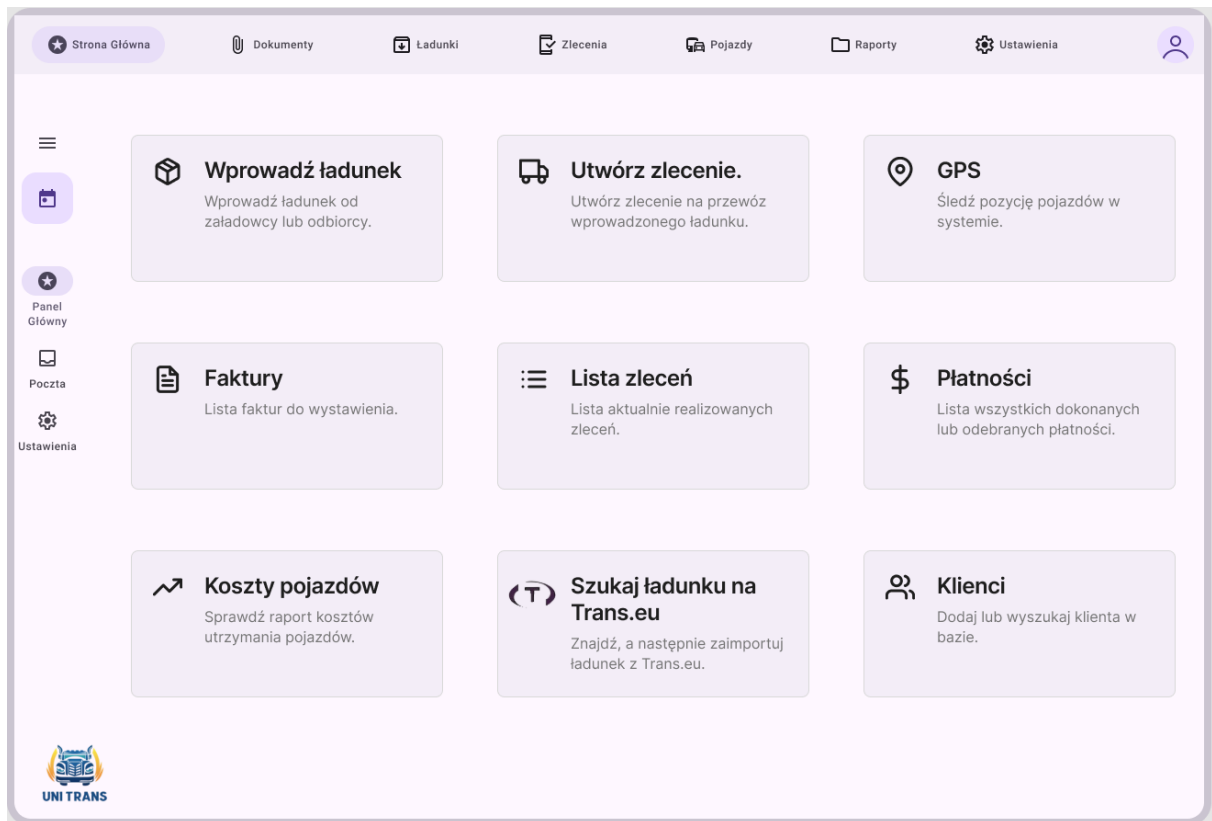 Strona Główna
Dokumenty
Ładunki
Zlecenia
Pojazdy
Raporty
Ustawienia
Panel
Główny
Poczta
Ustawienia
Wprowadź ładunek
Wprowadź ładunek od
załadowcy lub odbiorcy.
Utwórz zlecenie.
Utwórz zlecenie na przewóz
wprowadzonego ładunku.
GPS
Śledź pozycję pojazdów w
systemie.
Faktury
Lista faktur do wystawienia.
Lista zleceń
Lista aktualnie realizowanych
zleceń.
Płatności
Lista wszystkich dokonanych
lub odebranych płatności.
Koszty pojazdów
Sprawdź raport kosztów
utrzymania pojazdów.
T
Szukaj ładunku na
Trans.eu
Znajdź, a następnie zaimportuj
ładunek z Trans.eu.
Klienci
Dodaj lub wyszukaj klienta w
bazie.
UNI TRANS